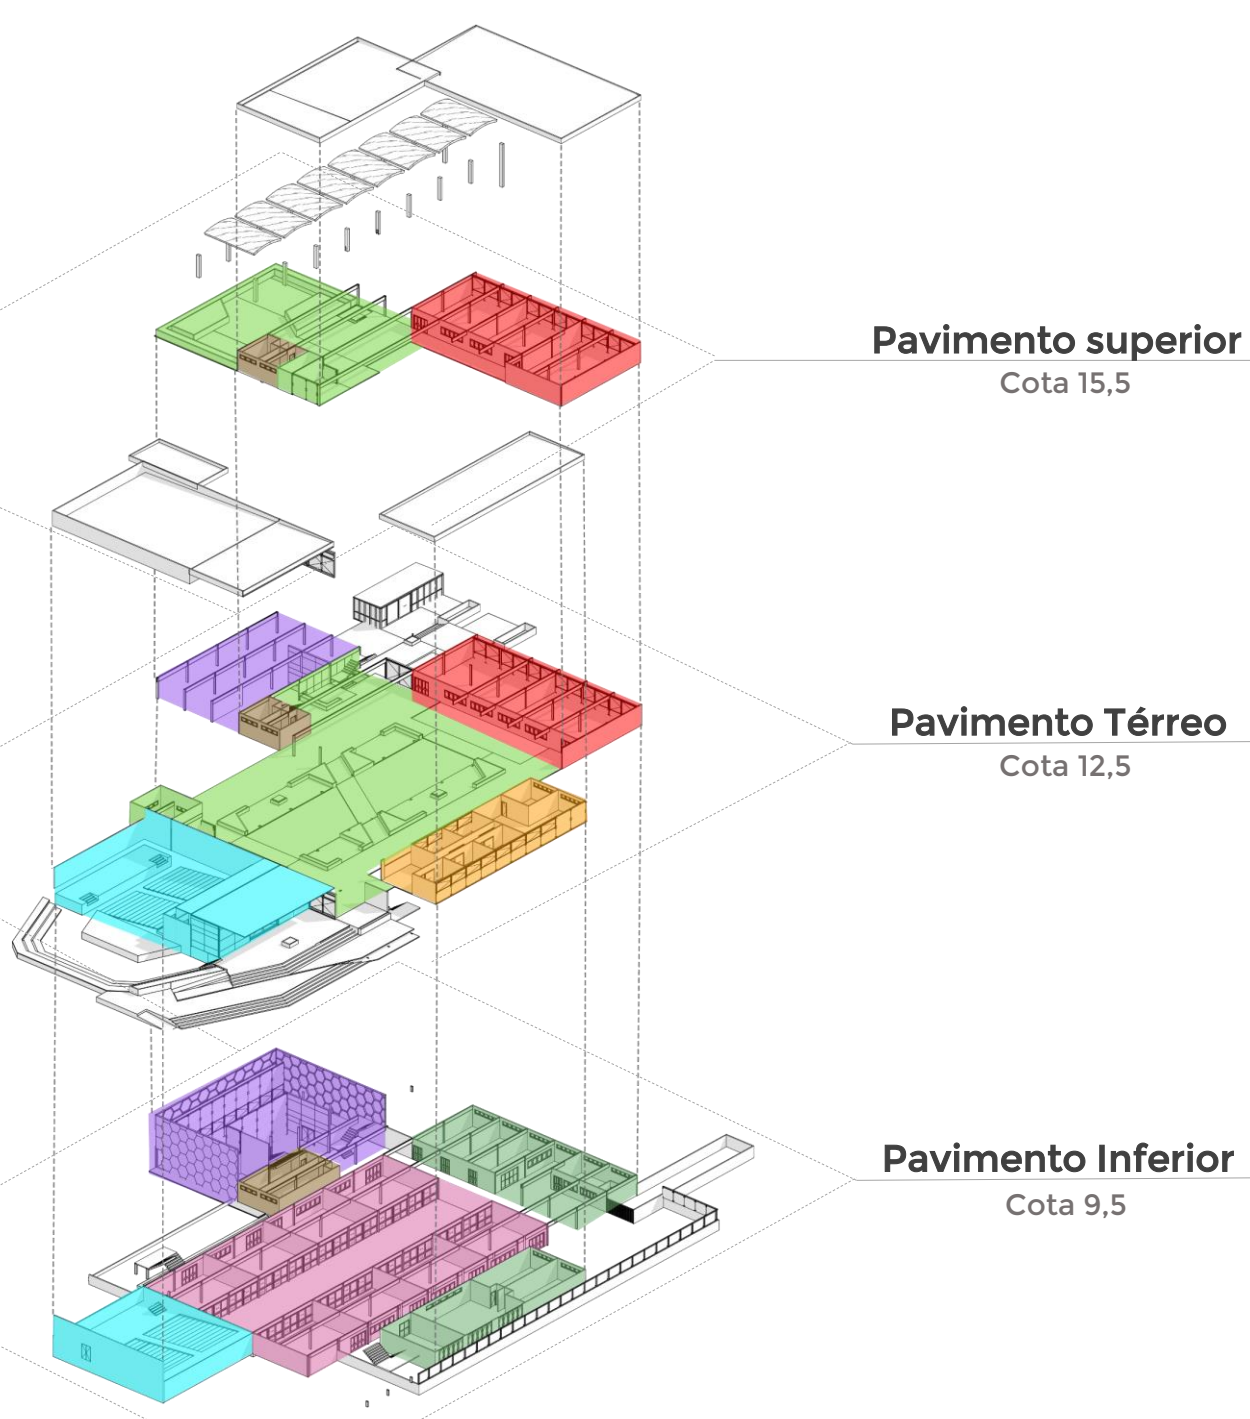 Pavimento superior
Cota 15,5
Pavimento Térreo
Cota 12,5
Pavimento Inferior
Cota 9,5